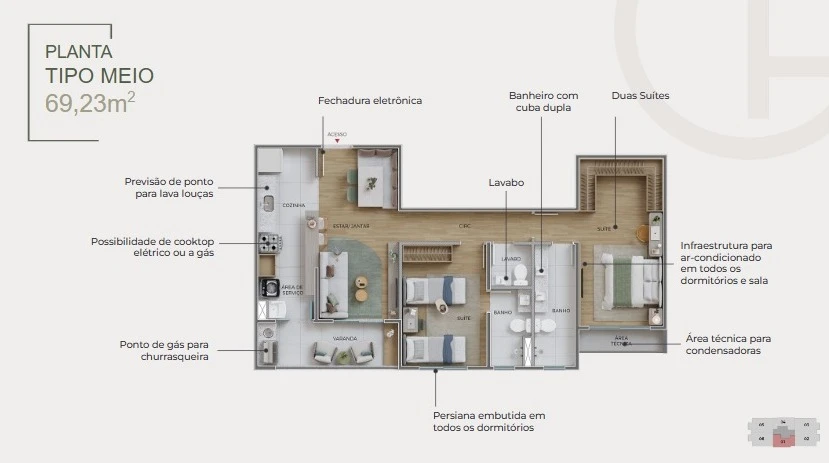 PLANTA
TIPO MEIO
69,23m²
Fechadura eletrônica
Banheiro com
cuba dupla
Duas Suítes
ACESSO
Previsão de ponto
para lava louças
Lavabo
COZINHA
ESTAR/JANTAR
CIRC.
SUÍTE
Possibilidade de cooktop
elétrico ou a gás
LAVABO
Infraestrutura para
ar-condicionado
em todos os
dormitórios e sala
ÁREA DE
SERVIÇO
SUÍTE
BANHO
BANHO
Ponto de gás para
churrasqueira
VARANDA
ÁREA
TÉCNICA
Área técnica para
condensadoras
Persiana embutida em
todos os dormitórios
05
04
03
06
01
02